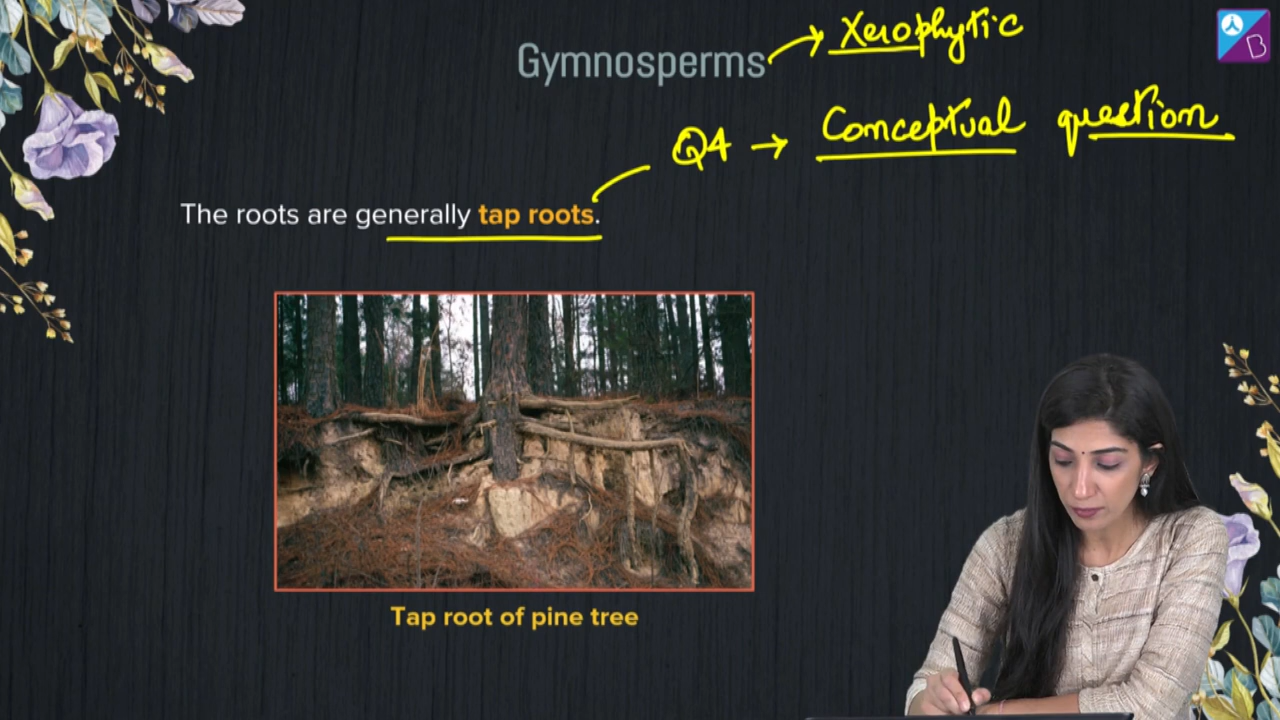 Gymnosperms → Xerophytic
Q4 → Conceptual question
The roots are generally tap roots.
Tap root of pine tree
B